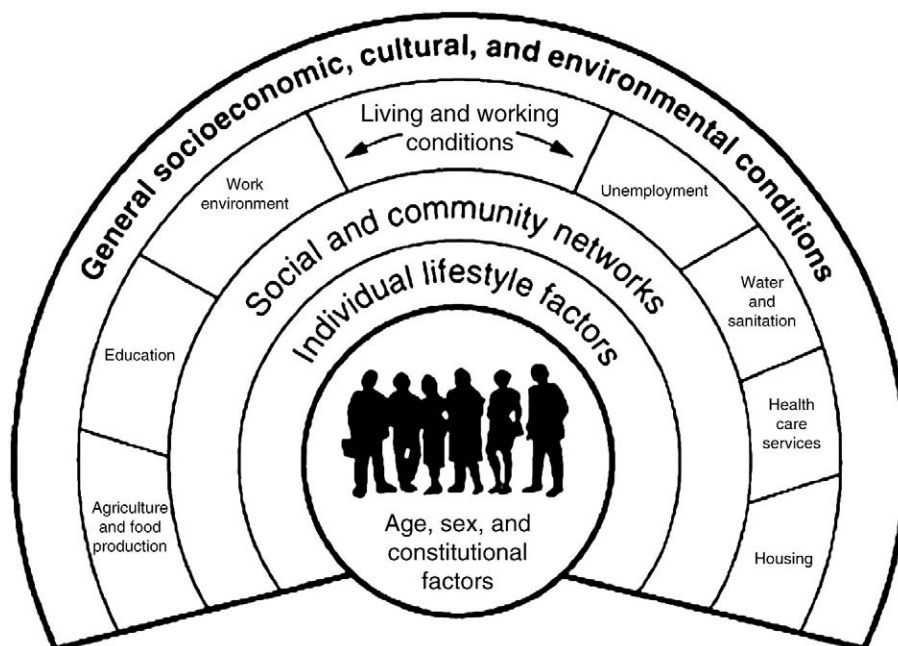 General socioeconomic, cultural, and environmental conditions
Living and working
conditions
Work
environment
Unemployment
Social and community networks
Individual lifestyle factors
Education
Water
and
sanitation
Health
care
services
Agriculture
and food
production
Housing
Age, sex, and
constitutional
factors